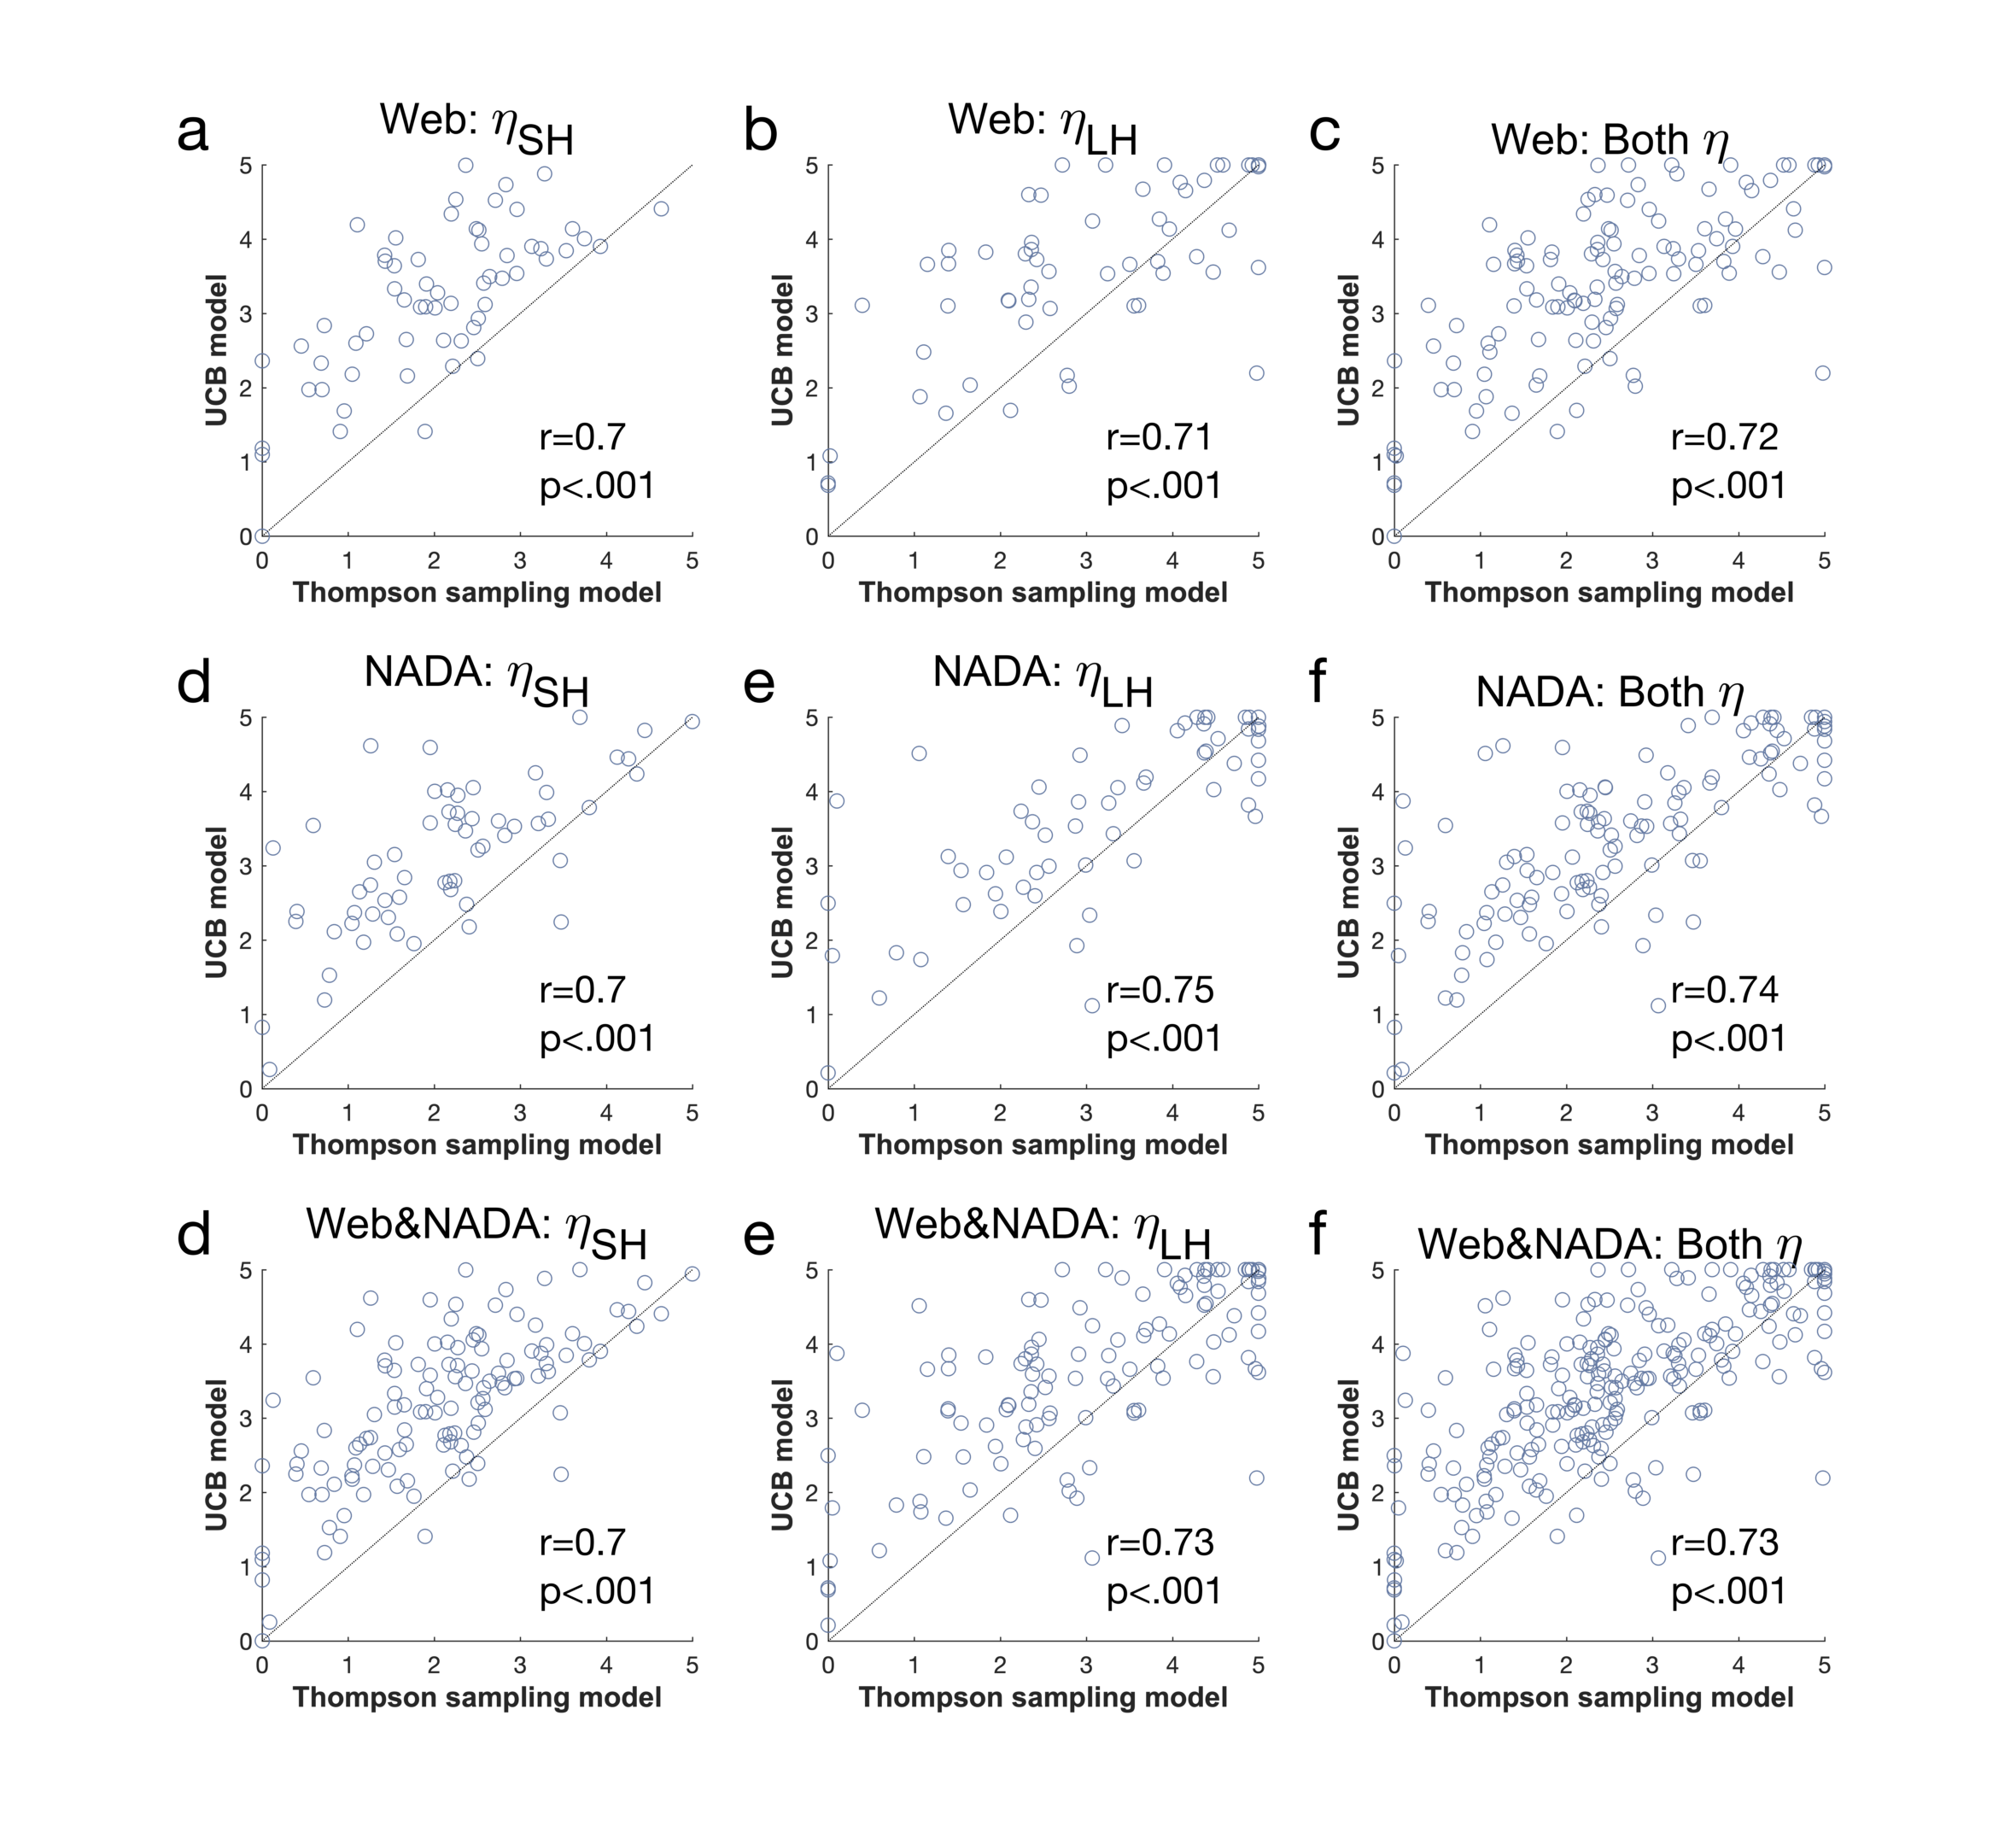 a
Web: ηSH
UCB model
5
4
3
2
1
0
r=0.7
p<.001
0 1 2 3 4 5
Thompson sampling model
b
Web: ηLH
UCB model
5
4
3
2
1
0
r=0.71
p<.001
0 1 2 3 4 5
Thompson sampling model
c
Web: Both η
UCB model
5
4
3
2
1
0
r=0.72
p<.001
0 1 2 3 4 5
Thompson sampling model
d
NADA: ηSH
UCB model
5
4
3
2
1
0
r=0.7
p<.001
0 1 2 3 4 5
Thompson sampling model
e
NADA: ηLH
UCB model
5
4
3
2
1
0
r=0.75
p<.001
0 1 2 3 4 5
Thompson sampling model
f
NADA: Both η
UCB model
5
4
3
2
1
0
r=0.74
p<.001
0 1 2 3 4 5
Thompson sampling model
d
Web&NADA: ηSH
UCB model
5
4
3
2
1
0
r=0.7
p<.001
0 1 2 3 4 5
Thompson sampling model
e
Web&NADA: ηLH
UCB model
5
4
3
2
1
0
r=0.73
p<.001
0 1 2 3 4 5
Thompson sampling model
f
Web&NADA: Both η
UCB model
5
4
3
2
1
0
r=0.73
p<.001
0 1 2 3 4 5
Thompson sampling model